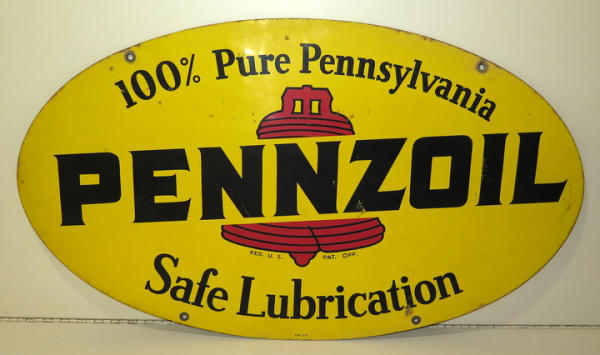 100% Pure Pennsylvania
PENNZOIL
REG. U. S. PAT. OFF.
Safe Lubrication